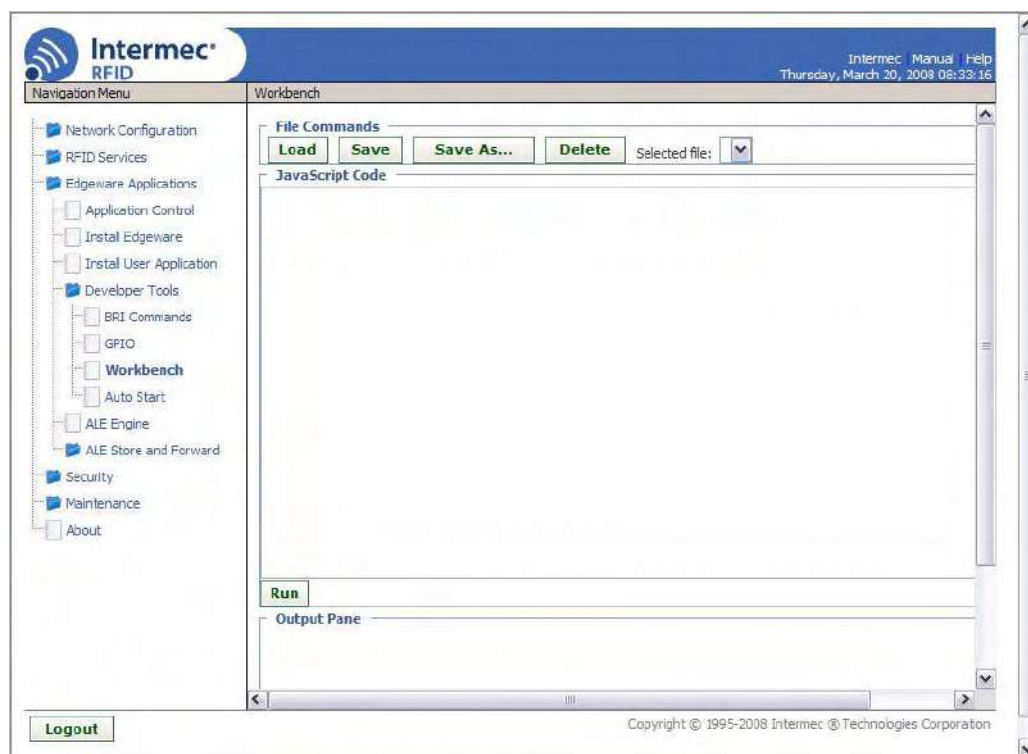 Intermec
RFID
Intermec | Manual | Help
Thursday, March 20, 2008 08:33:16
Navigation Menu
Workbench
Network Configuration
RFID Services
Edgeware Applications
Application Control
Install Edgeware
Install User Application
Developer Tools
BRI Commands
GPIO
Workbench
Auto Start
ALE Engine
ALE Store and Forward
Security
Maintenance
About
File Commands
Load Save Save As... Delete Selected file:
JavaScript Code
Run
Output Pane
Logout
Copyright © 1995-2008 Intermec ® Technologies Corporation